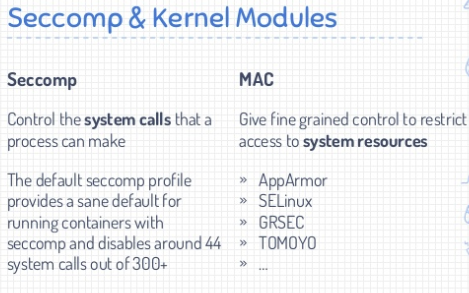 Seccomp & Kernel Modules
Seccomp
Control the system calls that a
process can make
The default seccomp profile
provides a sane default for
running containers with
seccomp and disables around 44
system calls out of 300+
MAC
Give fine grained control to restrict
access to system resources
» AppArmor
» SELinux
» GRSEC
» TOMOYO
» ...